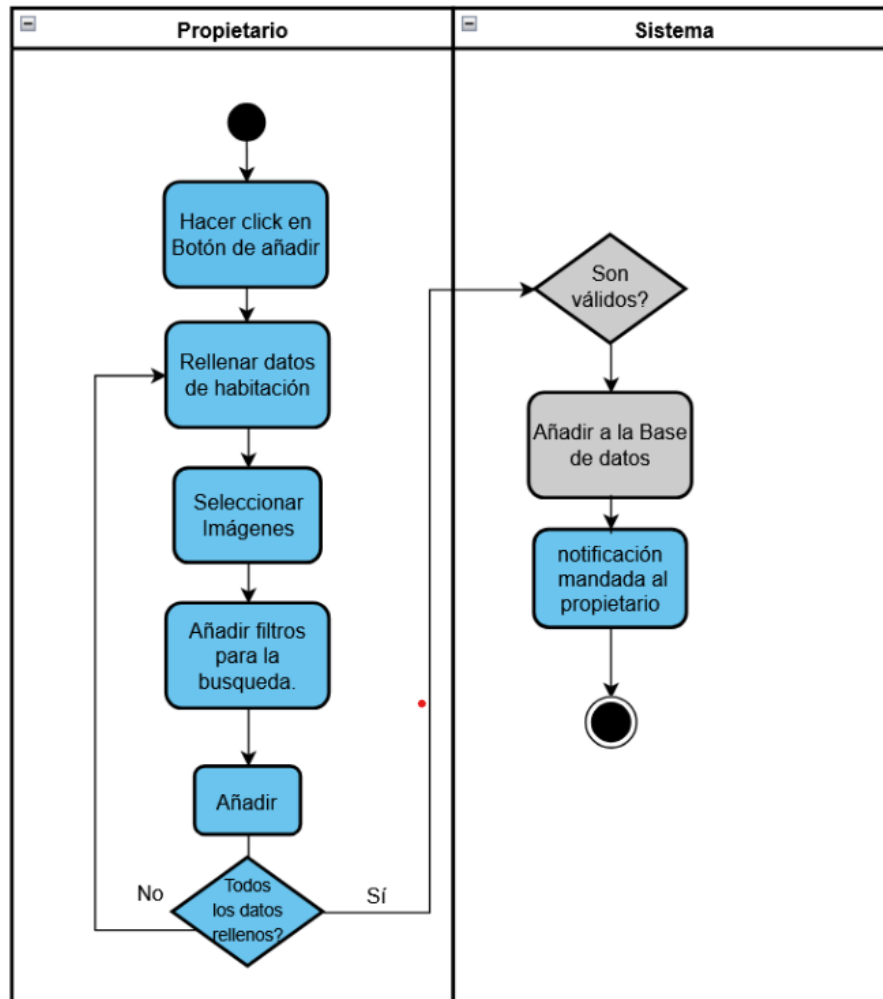 Propietario
Sistema
Hacer click en
Botón de añadir
Rellenar datos
de habitación
Seleccionar
Imágenes
Añadir filtros
para la
busqueda.
Añadir
Todos
los datos
rellenos?
No
Sí
Son
válidos?
Añadir a la Base
de datos
notificación
mandada al
propietario